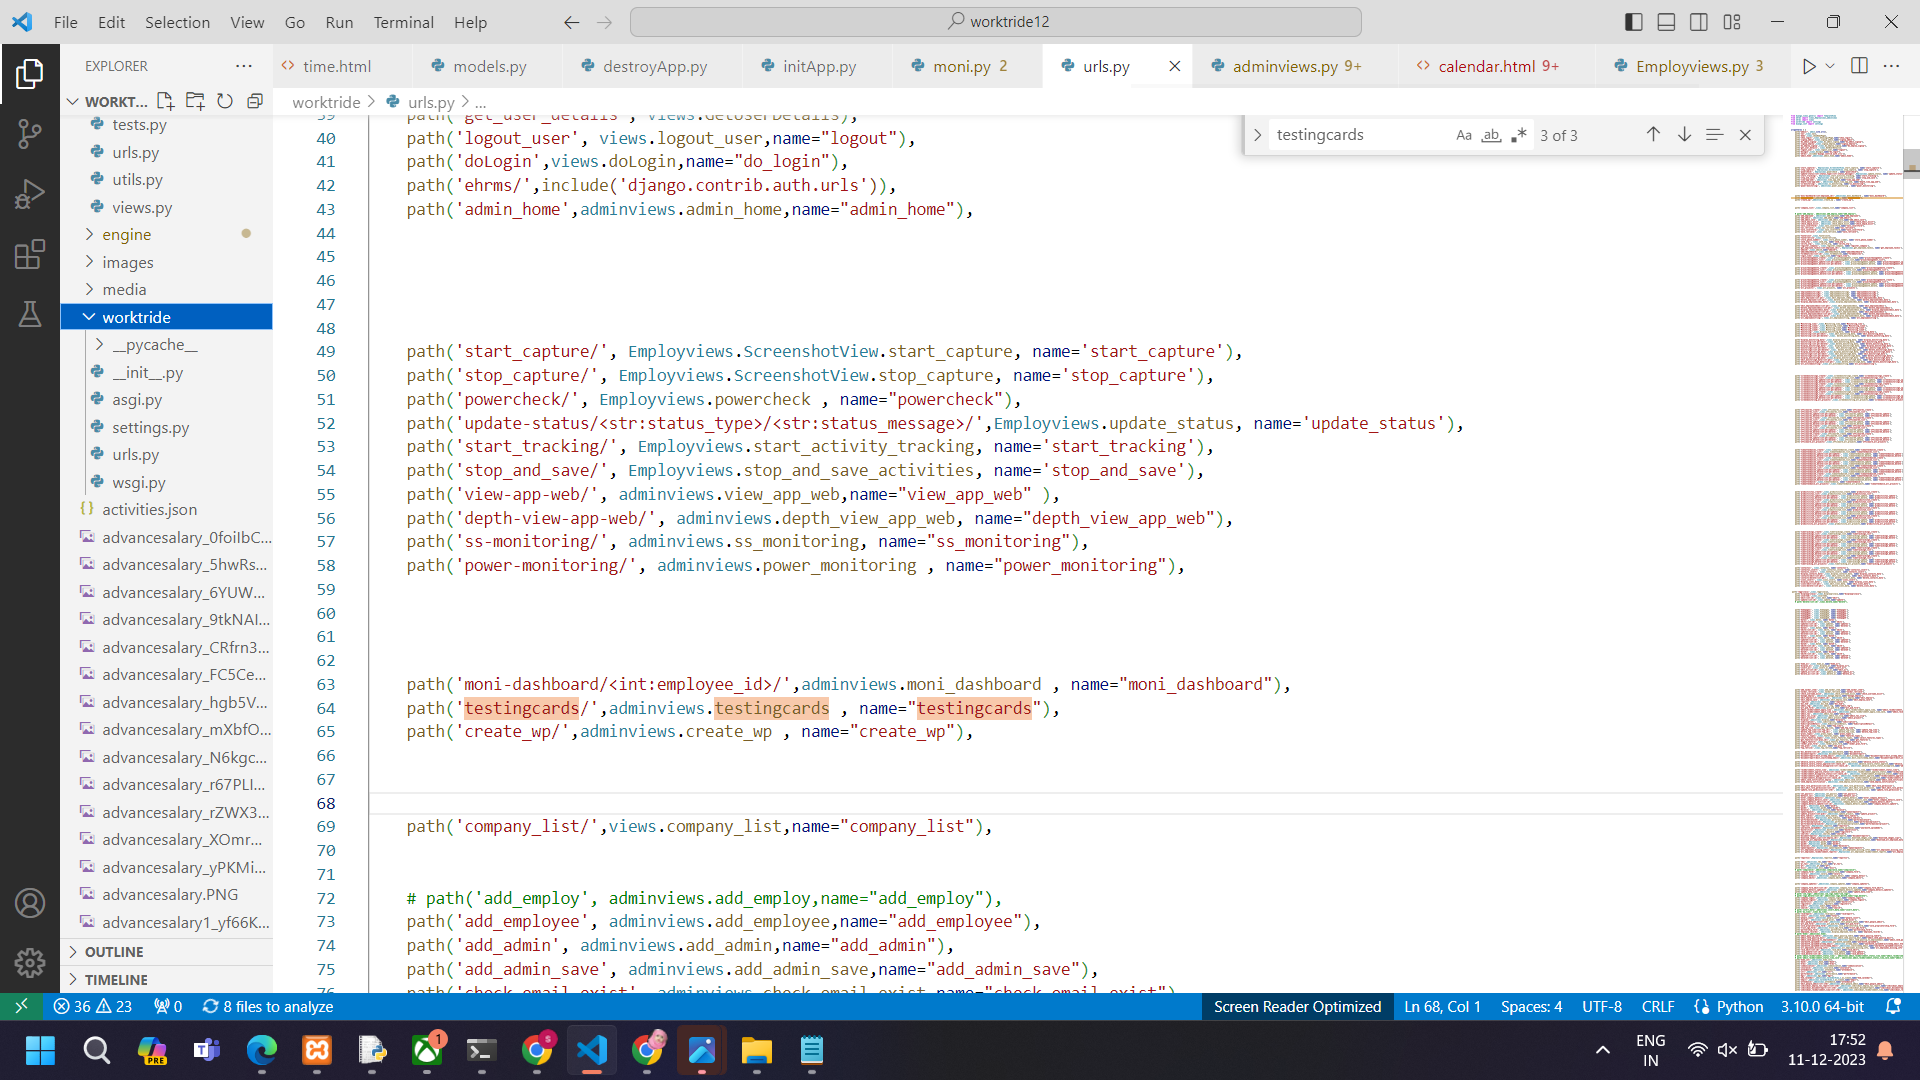 File Edit Selection View Go Run Terminal Help
worktride12
EXPLORER
time.html
models.py
destroyApp.py
initApp.py
moni.py 2
urls.py
adminviews.py 9+
calendar.html 9+
Employviews.py 3
WORKT...
worktride > urls.py > ...
testingcards
Aa ab 3 of 3
tests.py
urls.py
utils.py
views.py
engine
images
media
worktride
__pycache__
__init__.py
asgi.py
settings.py
urls.py
wsgi.py
activities.json
advancesalary_0foiIbC...
advancesalary_5hwRs...
advancesalary_6YUW...
advancesalary_9tkNAI...
advancesalary_CRfrn3...
advancesalary_FC5Ce...
advancesalary_hgb5V...
advancesalary_mXbfO...
advancesalary_N6kgc...
advancesalary_r67PLI...
advancesalary_rZWX3...
advancesalary_XOmr...
advancesalary_yPKMi...
advancesalary.PNG
advancesalary1_yf66K...
OUTLINE
TIMELINE
39 path('get_user_details', views.GetUserDetails),
40 path('logout_user', views.logout_user,name="logout"),
41 path('doLogin',views.doLogin,name="do_login"),
42 path('ehrms/',include('django.contrib.auth.urls')),
43 path('admin_home',adminviews.admin_home,name="admin_home"),
44
45
46
47
48
49 path('start_capture/', Employviews.ScreenshotView.start_capture, name='start_capture'),
50 path('stop_capture/', Employviews.ScreenshotView.stop_capture, name='stop_capture'),
51 path('powercheck/', Employviews.powercheck , name="powercheck"),
52 path('update-status/<str:status_type>/<str:status_message>/',Employviews.update_status, name='update_status'),
53 path('start_tracking/', Employviews.start_activity_tracking, name='start_tracking'),
54 path('stop_and_save/', Employviews.stop_and_save_activities, name='stop_and_save'),
55 path('view-app-web/', adminviews.view_app_web,name="view_app_web" ),
56 path('depth-view-app-web/', adminviews.depth_view_app_web, name="depth_view_app_web"),
57 path('ss-monitoring/', adminviews.ss_monitoring, name="ss_monitoring"),
58 path('power-monitoring/', adminviews.power_monitoring , name="power_monitoring"),
59
60
61
62
63 path('moni-dashboard/<int:employee_id>/',adminviews.moni_dashboard , name="moni_dashboard"),
64 path('testingcards/',adminviews.testingcards , name="testingcards"),
65 path('create_wp/',adminviews.create_wp , name="create_wp"),
66
67
68
69 path('company_list/',views.company_list,name="company_list"),
70
71
72 # path('add_employ', adminviews.add_employ,name="add_employ"),
73 path('add_employee', adminviews.add_employee,name="add_employee"),
74 path('add_admin', adminviews.add_admin,name="add_admin"),
75 path('add_admin_save', adminviews.add_admin_save,name="add_admin_save"),
76 path('check_email_exist', adminviews.check_email_exist,name="check_email_exist"),
36 23 0 8 files to analyze
Screen Reader Optimized Ln 68, Col 1 Spaces: 4 UTF-8 CRLF Python 3.10.0 64-bit
PRE
1
ENG
IN
17:52
11-12-2023